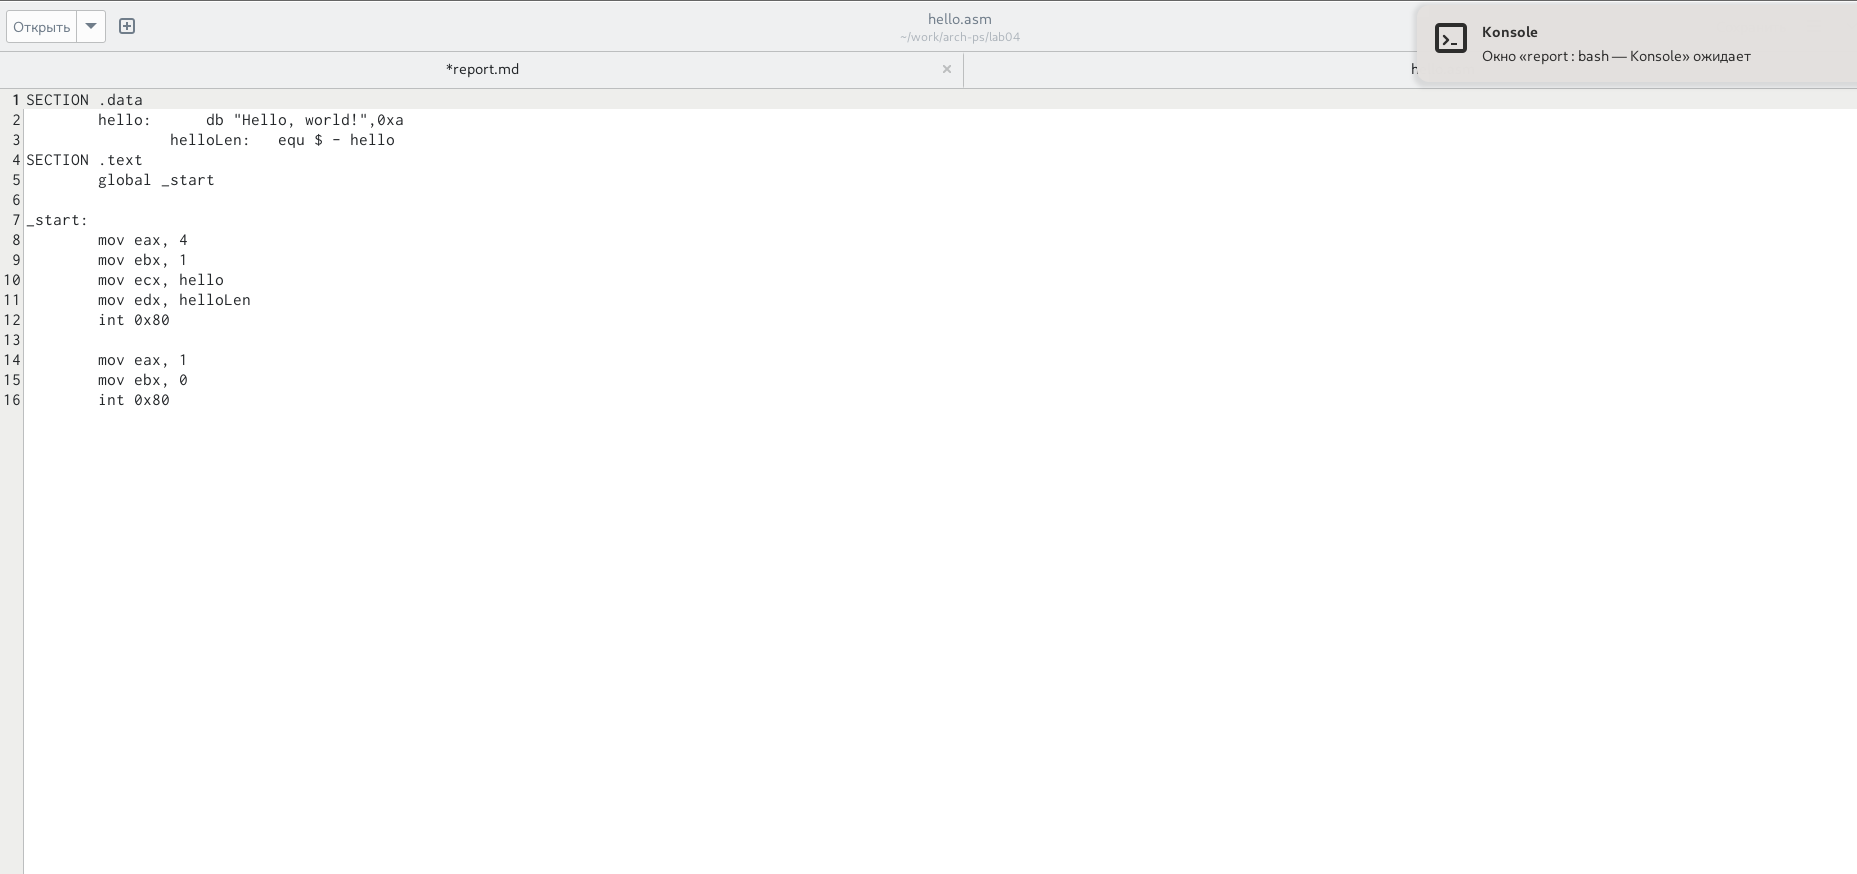 Открыть
hello.asm
~/work/arch-ps/lab04
Konsole
Окно «report : bash — Konsole» ожидает
*report.md
h
1 SECTION .data
2         hello:      db "Hello, world!",0xa
3                 helloLen:   equ $ - hello
4 SECTION .text
5         global _start
6
7 _start:
8         mov eax, 4
9         mov ebx, 1
10         mov ecx, hello
11         mov edx, helloLen
12         int 0x80
13
14         mov eax, 1
15         mov ebx, 0
16         int 0x80